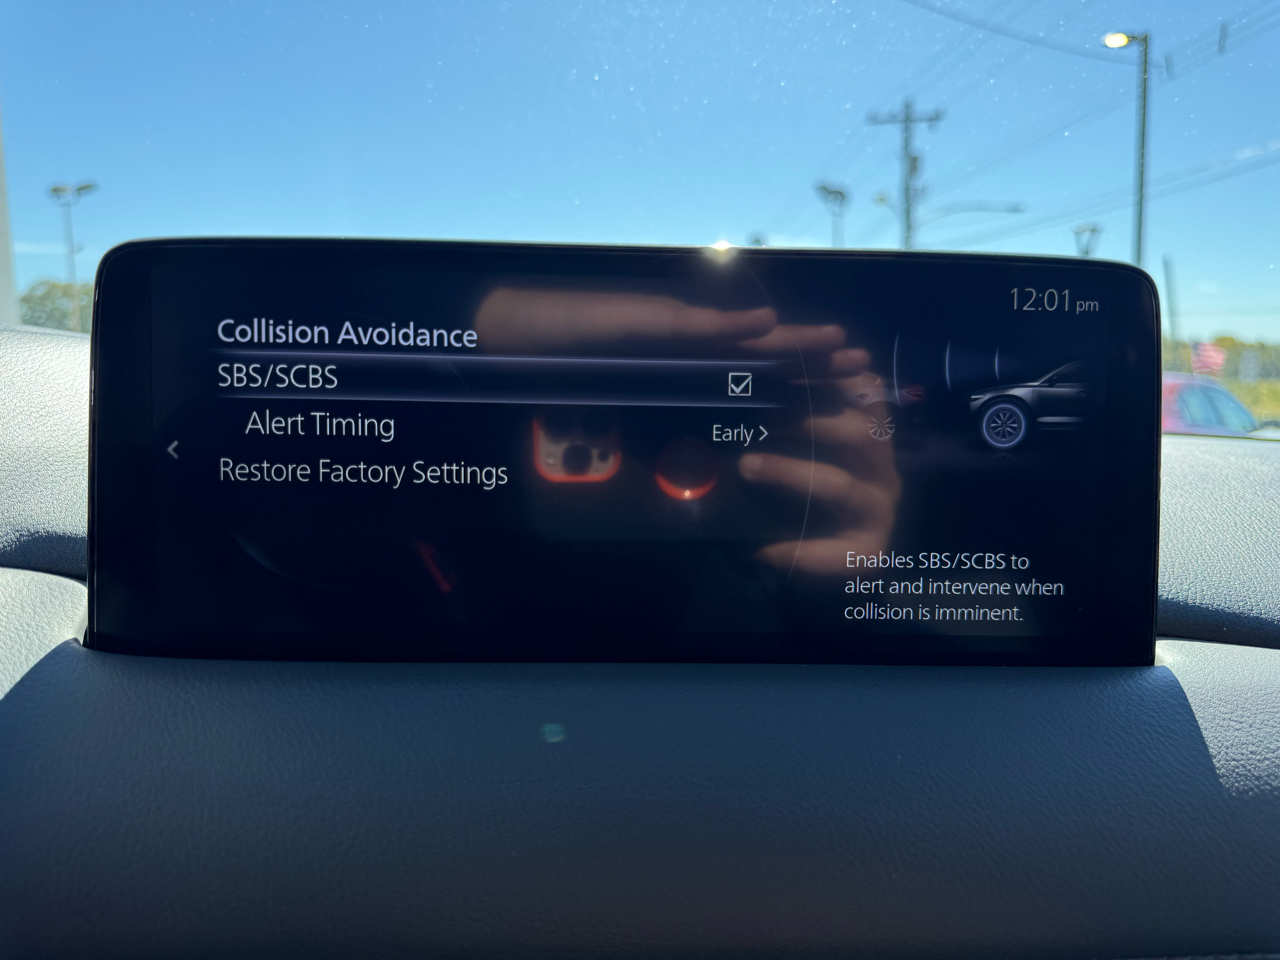 12:01 pm
Collision Avoidance
SBS/SCBS
Alert Timing
Early >
Restore Factory Settings
Enables SBS/SCBS to
alert and intervene when
collision is imminent.